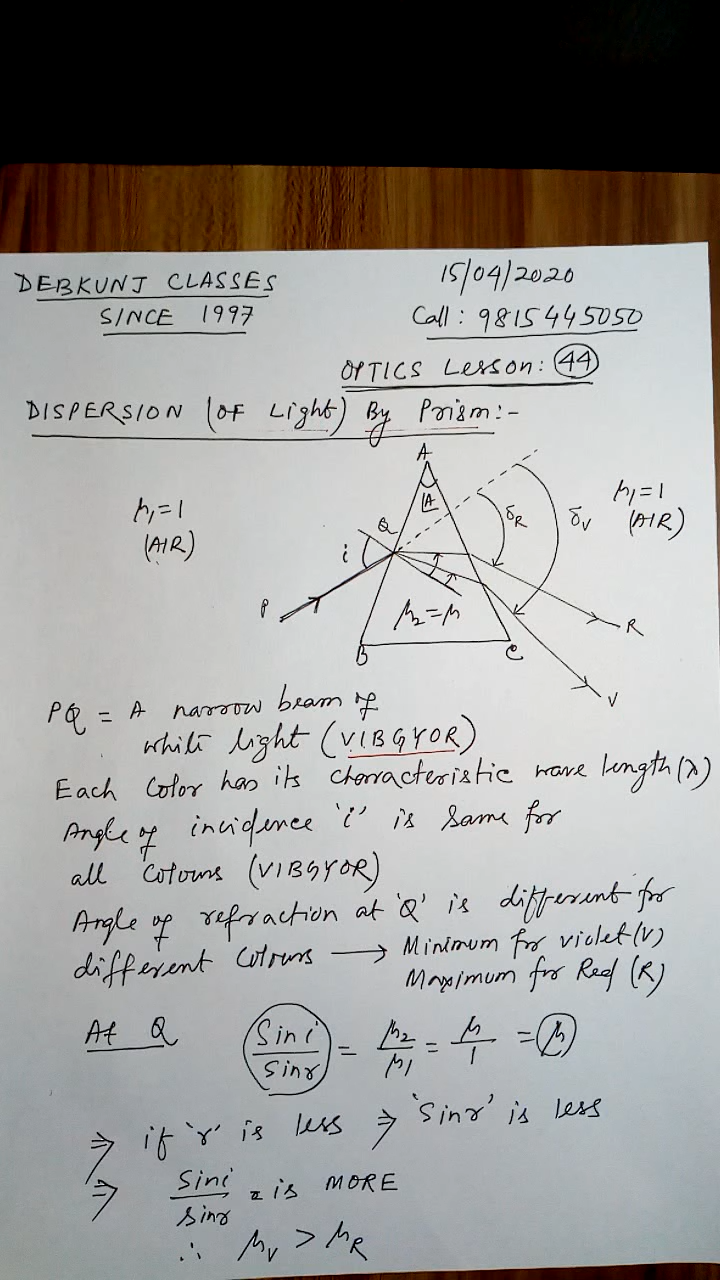 DEBKUNJ CLASSES
SINCE 1997
15/04/2020
Call: 9815445050
OPTICS Lesson: 44
DISPERSION (OF Light) By Prism:-
A
A
μ₁=1
(AIR)
Q
i
P
δR
δV
μ₁=1
(AIR)
μ₂=μ
B
C
R
V
PQ = A narrow beam of
white light (VIBGYOR)
Each color has its characteristic wave length (λ)
Angle of incidence 'i' is same for
all colours (VIBGYOR)
Angle of refraction at 'Q' is different for
different colours → Minimum for violet (V)
Maximum for Red (R)
At Q Sin i / Sin r = μ₂/μ₁ = μ/1 = μ
⇒ if 'r' is less ⇒ 'Sin r' is less
⇒ Sin i / Sin r is MORE
∴ μV > μR